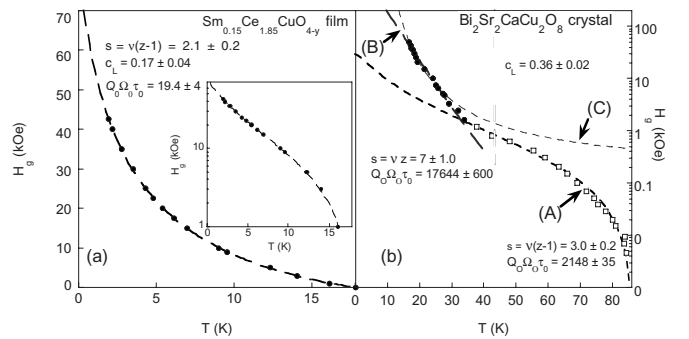 Sm0.15Ce1.85CuO4-y film
s = ν(z-1) = 2.1 ± 0.2
cL = 0.17 ± 0.04
Q0Ω0τ0 = 19.4 ± 4
Hg (kOe)
70
60
50
40
30
20
10
0
(a)
0 5 10 15
T (K)
Hg (kOe)
10
1
0 5 10 15
T (K)
Bi2Sr2CaCu2O8 crystal
(B)
cL = 0.36 ± 0.02
(C)
s = ν z = 7 ± 1.0
QOΩOτ0 = 17644 ± 600
(A)
s = ν(z-1) = 3.0 ± 0.2
QOΩOτ0 = 2148 ± 35
(b)
100
10
1
0.1
0
0
Hg (kOe)
0 10 20 30 40 50 60 70 80
T (K)